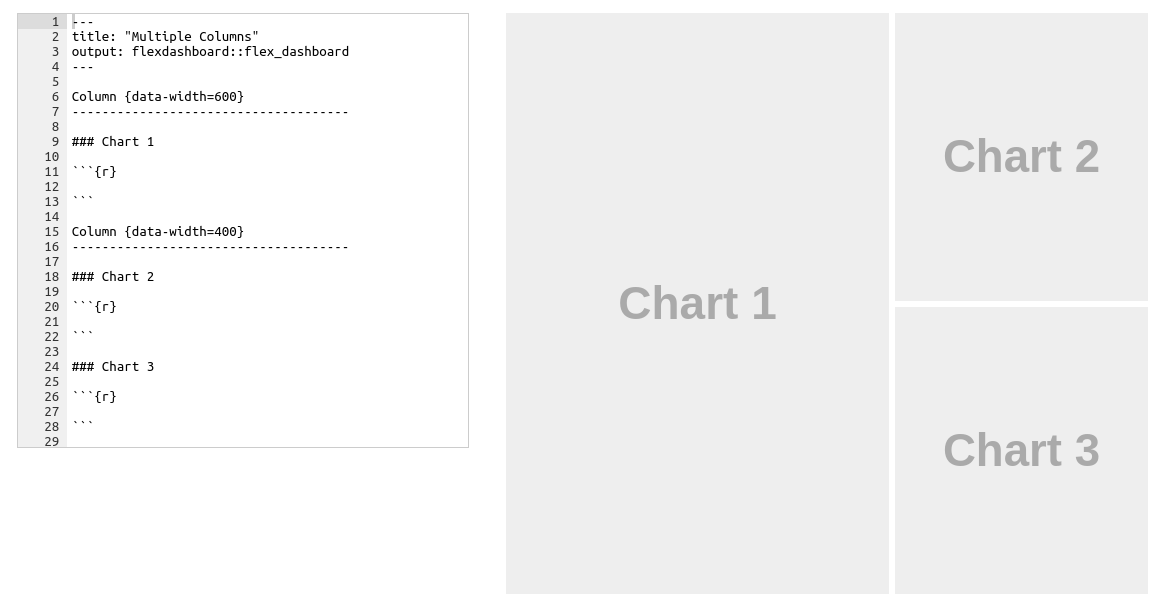 1 ---
2 title: "Multiple Columns"
3 output: flexdashboard::flex_dashboard
4 ---
5
6 Column {data-width=600}
7 -------------------------------------
8
9 ### Chart 1
10
11 ```{r}
12
13 ```
14
15 Column {data-width=400}
16 -------------------------------------
17
18 ### Chart 2
19
20 ```{r}
21
22 ```
23
24 ### Chart 3
25
26 ```{r}
27
28 ```
29
Chart 1
Chart 2
Chart 3